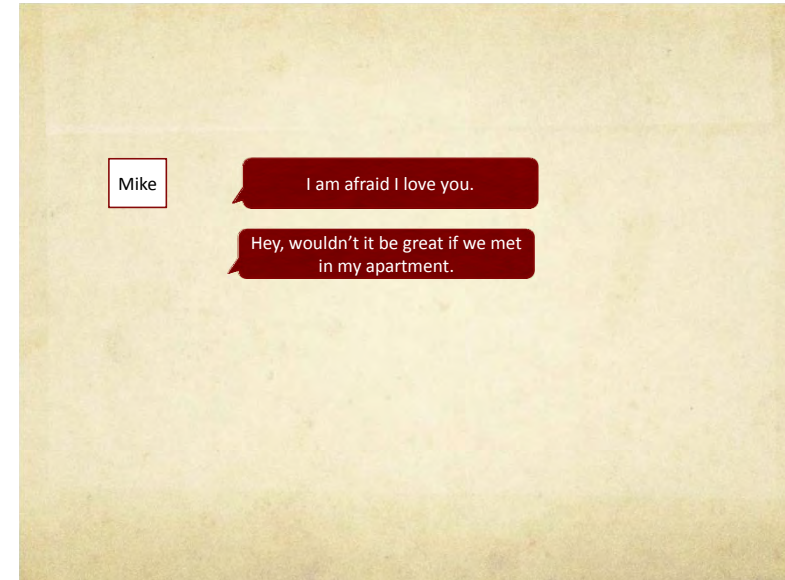 Mike
I am afraid I love you.
Hey, wouldn’t it be great if we met
in my apartment.